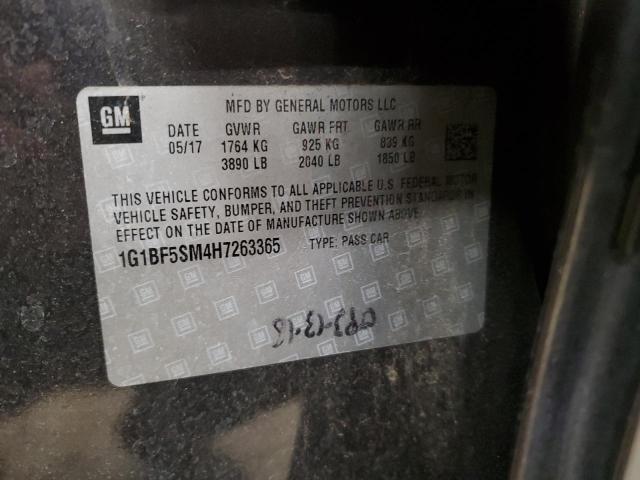 GM
MFD BY GENERAL MOTORS LLC
DATE GVWR GAWR FRT GAWR RR
05/17 1764 KG 925 KG 839 KG
3890 LB 2040 LB 1850 LB
THIS VEHICLE CONFORMS TO ALL APPLICABLE U.S. FEDERAL MOTOR
VEHICLE SAFETY, BUMPER, AND THEFT PREVENTION STANDARDS IN
EFFECT ON THE DATE OF MANUFACTURE SHOWN ABOVE.
1G1BF5SM4H7263365 TYPE: PASS CAR